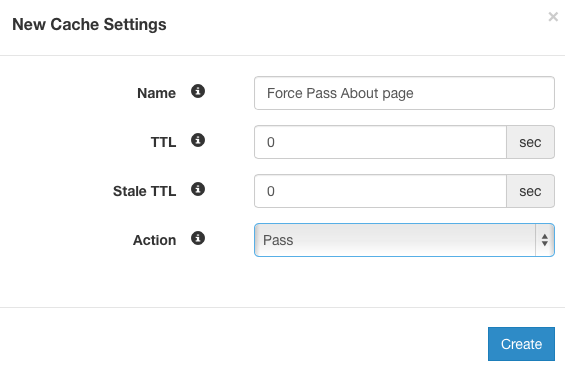 New Cache Settings ×
Name Force Pass About page
TTL 0 sec
Stale TTL 0 sec
Action Pass
Create